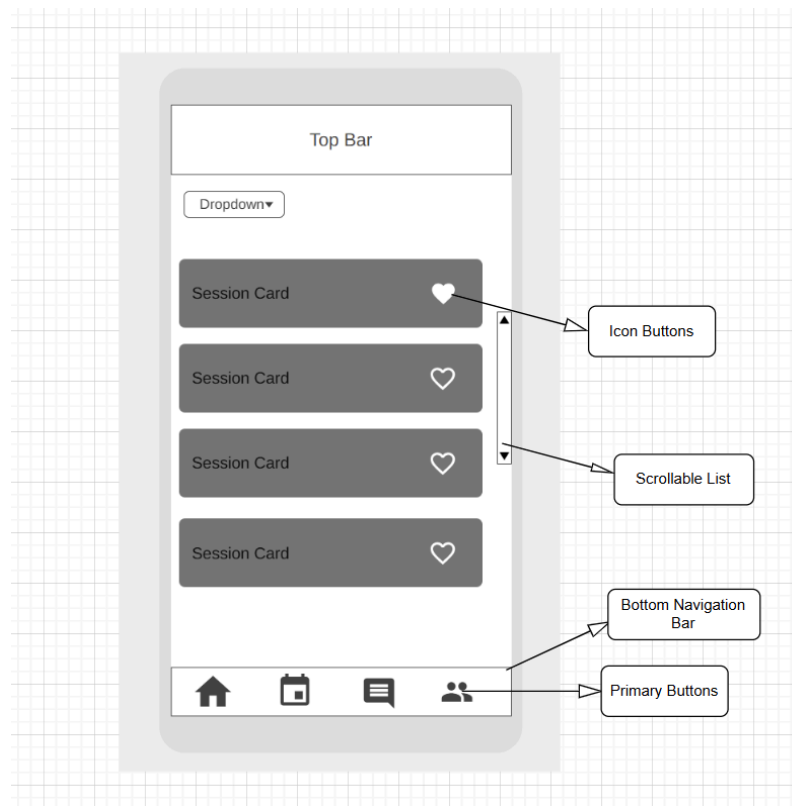 Top Bar
Dropdown
Session Card
Icon Buttons
Session Card
Session Card
Scrollable List
Session Card
Bottom Navigation
Bar
Primary Buttons